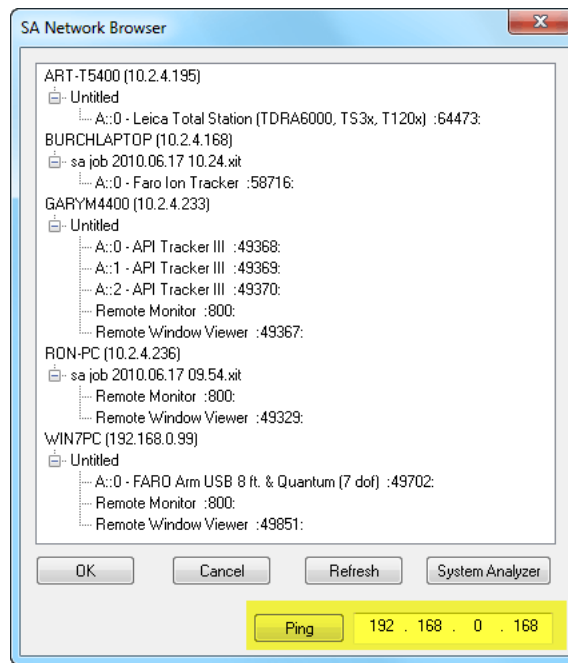 SA Network Browser
ART-T5400 (10.2.4.195)
Untitled
A::0 - Leica Total Station (TDRA6000, TS3x, T120x) :64473:
BURCHLAPTOP (10.2.4.168)
sa job 2010.06.17 10.24.xit
A::0 - Faro Ion Tracker :58716:
GARYM4400 (10.2.4.233)
Untitled
A::0 - API Tracker III :49368:
A::1 - API Tracker III :49369:
A::2 - API Tracker III :49370:
Remote Monitor :800:
Remote Window Viewer :49367:
RON-PC (10.2.4.236)
sa job 2010.06.17 09.54.xit
Remote Monitor :800:
Remote Window Viewer :49329:
WIN7PC (192.168.0.99)
Untitled
A::0 - FARO Arm USB 8 ft. & Quantum (7 dof) :49702:
Remote Monitor :800:
Remote Window Viewer :49851:
OK Cancel Refresh System Analyzer
Ping 192 . 168 . 0 . 168